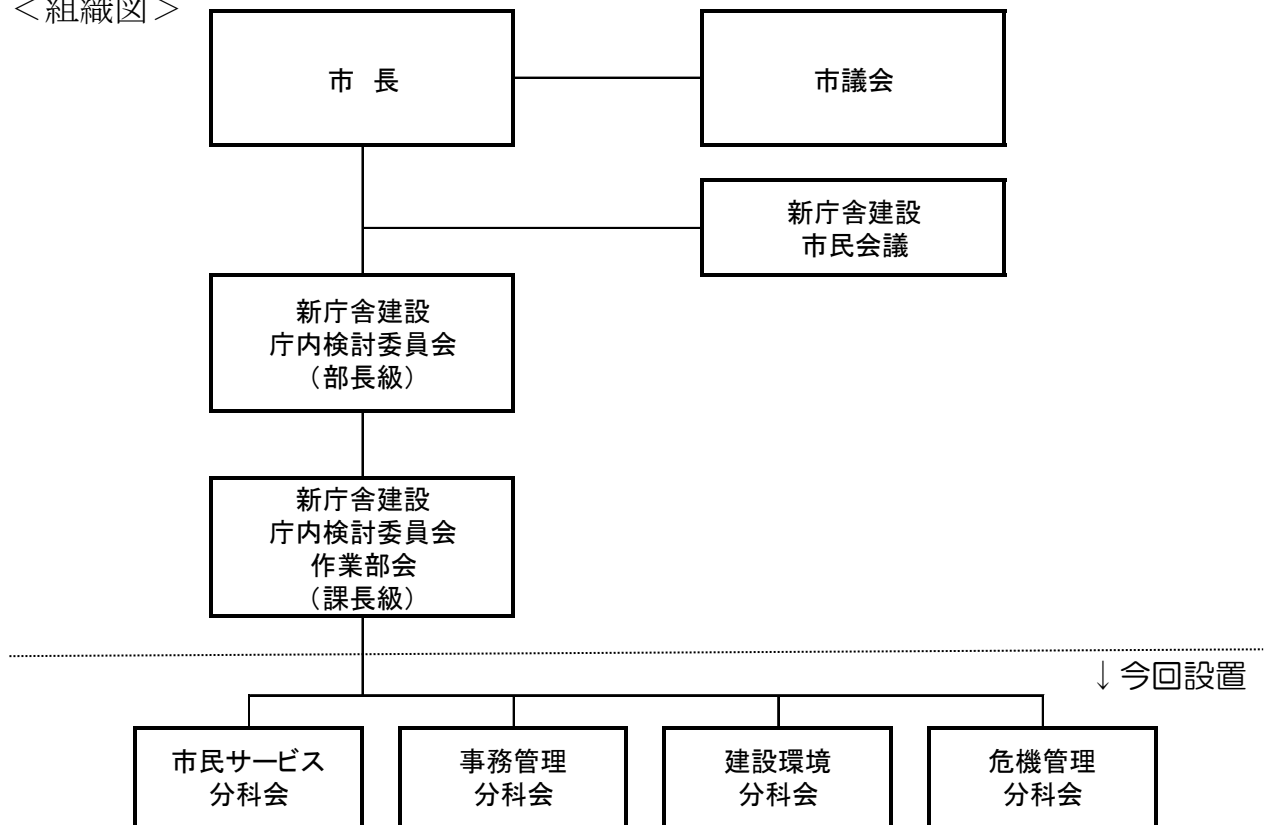 ＜組織図＞
市 長
市議会
新庁舎建設
市民会議
新庁舎建設
庁内検討委員会
（部長級）
新庁舎建設
庁内検討委員会
作業部会
（課長級）
↓今回設置
市民サービス
分科会
事務管理
分科会
建設環境
分科会
危機管理
分科会